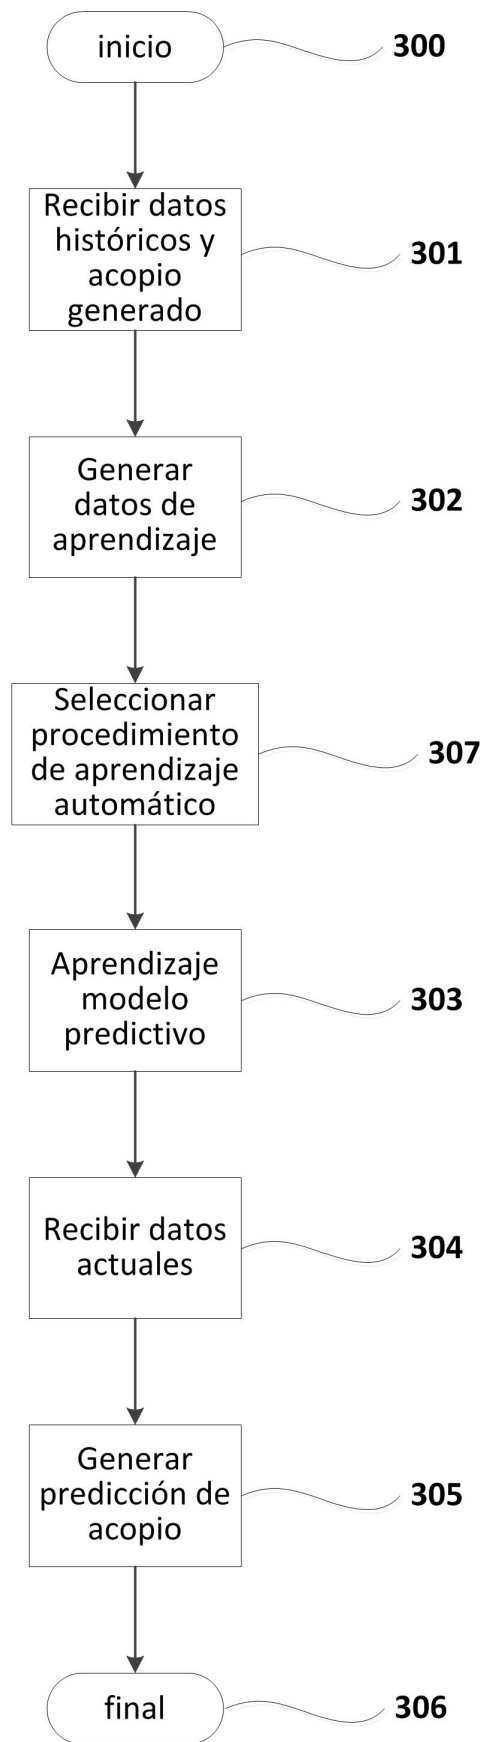 inicio
300
Recibir datos
históricos y
acopio
generado
301
Generar
datos de
aprendizaje
302
Seleccionar
procedimiento
de aprendizaje
automático
307
Aprendizaje
modelo
predictivo
303
Recibir datos
actuales
304
Generar
predicción de
acopio
305
final
306